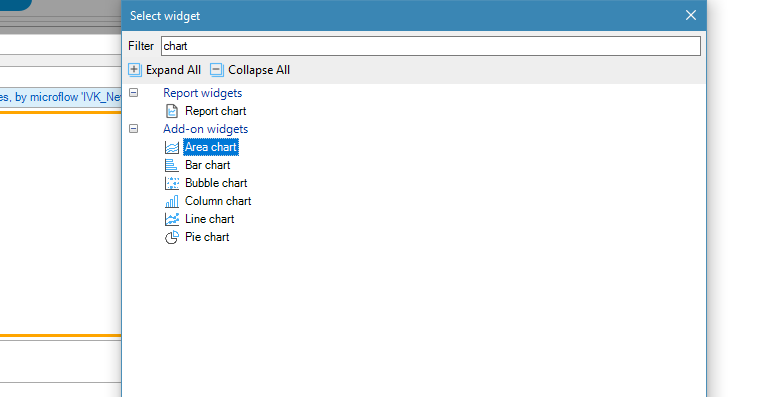 Select widget
Filter chart
Expand All Collapse All
es, by microflow 'IVK_Ne
Report widgets
Report chart
Add-on widgets
Area chart
Bar chart
Bubble chart
Column chart
Line chart
Pie chart